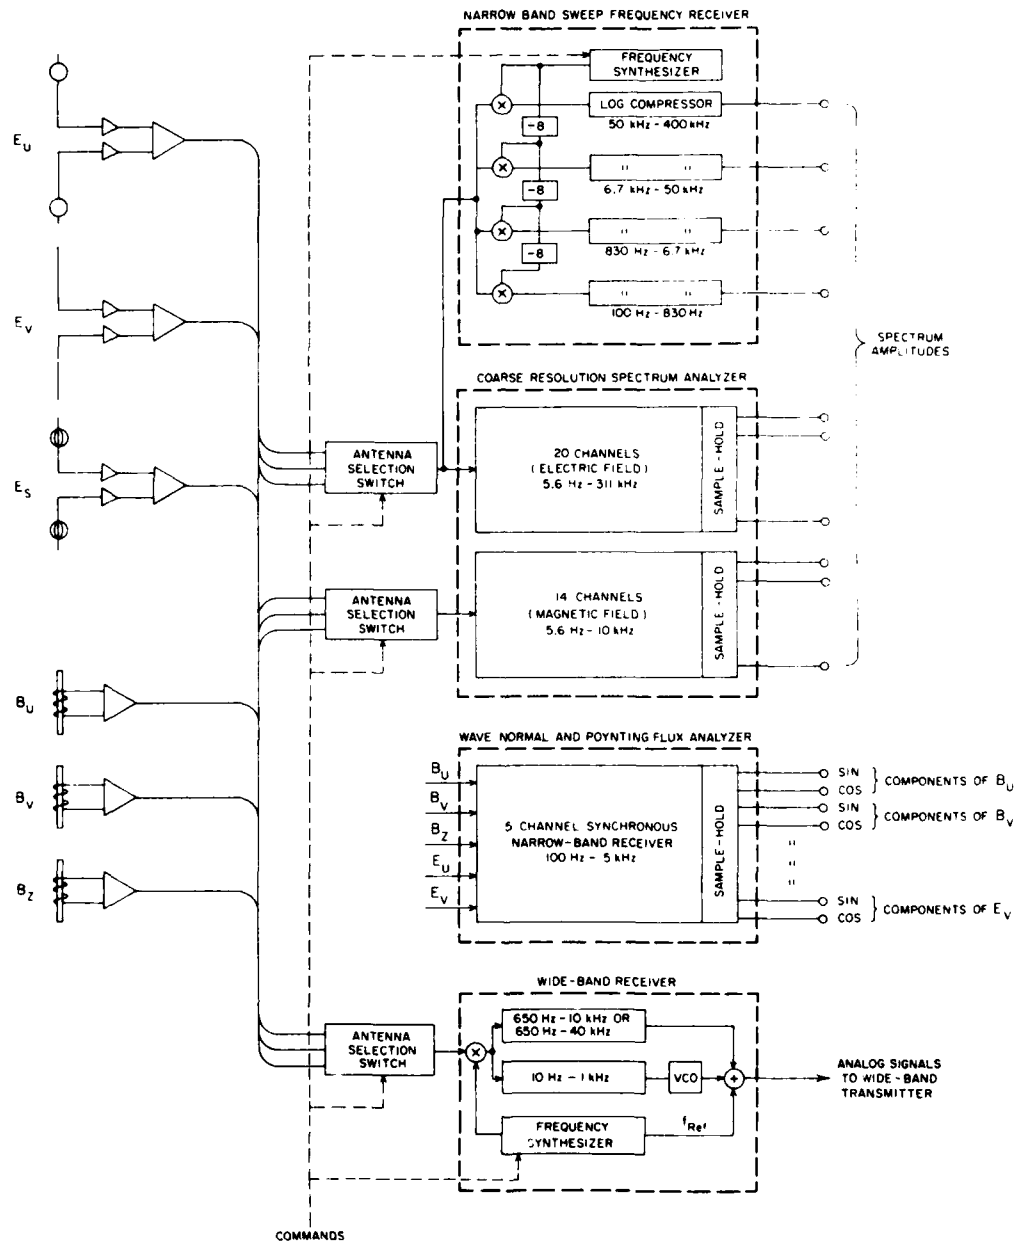 NARROW BAND SWEEP FREQUENCY RECEIVER
FREQUENCY
SYNTHESIZER
LOG COMPRESSOR
50 kHz - 400 kHz
-8
" "
6.7 kHz - 50 kHz
-8
" "
830 Hz - 6.7 kHz
-8
" "
100 Hz - 830 Hz
SPECTRUM
AMPLITUDES
EU
EV
ES
BU
BV
BZ
COARSE RESOLUTION SPECTRUM ANALYZER
ANTENNA
SELECTION
SWITCH
20 CHANNELS
(ELECTRIC FIELD)
5.6 Hz - 311 kHz
SAMPLE - HOLD
ANTENNA
SELECTION
SWITCH
14 CHANNELS
(MAGNETIC FIELD)
5.6 Hz - 10 kHz
SAMPLE - HOLD
WAVE NORMAL AND POYNTING FLUX ANALYZER
BU
BV
BZ
EU
EV
5 CHANNEL SYNCHRONOUS
NARROW-BAND RECEIVER
100 Hz - 5 kHz
SAMPLE-HOLD
SIN
COS
} COMPONENTS OF BU
SIN
COS
} COMPONENTS OF BV
"
"
"
SIN
COS
} COMPONENTS OF EV
WIDE-BAND RECEIVER
ANTENNA
SELECTION
SWITCH
650 Hz - 10 kHz OR
650 Hz - 40 kHz
10 Hz - 1 kHz
VCO
FREQUENCY
SYNTHESIZER
fRef
ANALOG SIGNALS
TO WIDE-BAND
TRANSMITTER
COMMANDS